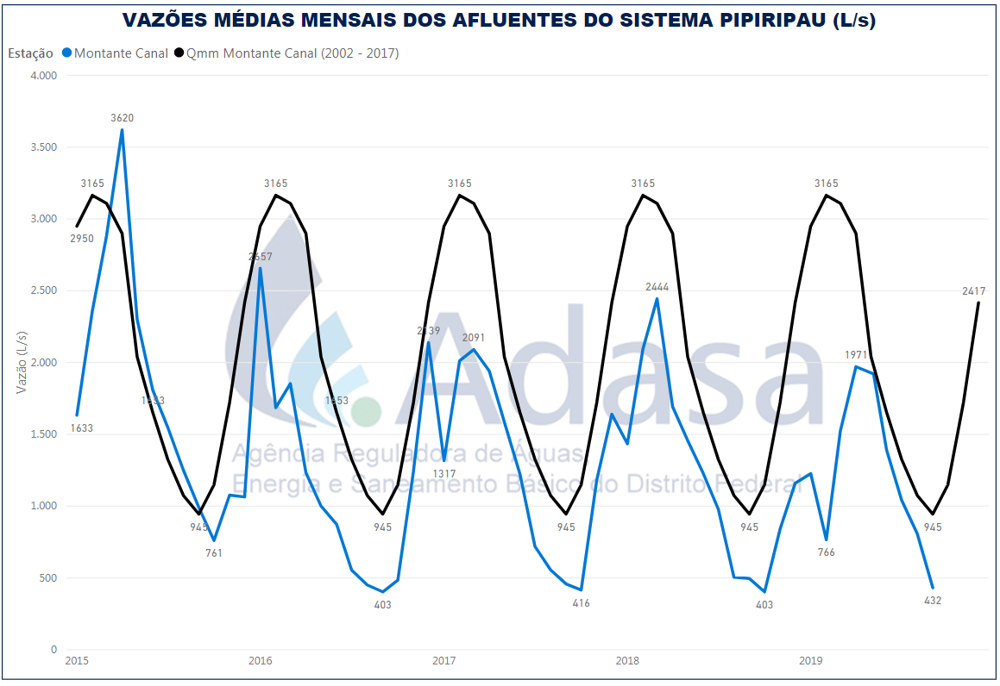 VAZÕES MÉDIAS MENSAIS DOS AFLUENTES DO SISTEMA PIPIRIPAU (L/s)
Estação Montante Canal Qmm Montante Canal (2002 - 2017)
4.000
3620
3.500
3165 3165 3165 3165 3165
3.000
2950
2657
2.500
2444
2417
2139
2091
2.000
1971
Vazão (L/s)
Adasa
1653 1653
1633
1.500
Agência Reguladora de Águas
1317
Energia e Saneamento Básico do Distrito Federal
1.000
945 945 945 945 945
761
766
500
403
416
403
432
0
2015 2016 2017 2018 2019